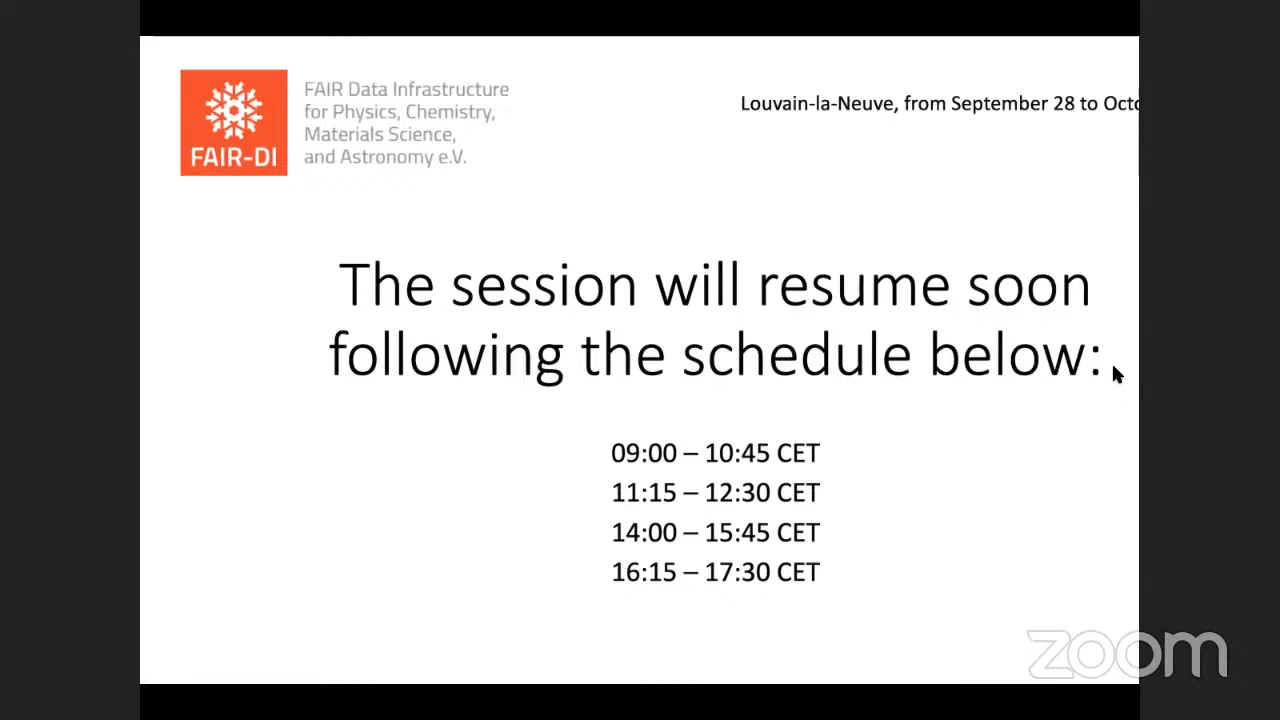 FAIR-DI
FAIR Data Infrastructure
for Physics, Chemistry,
Materials Science,
and Astronomy e.V.
Louvain-la-Neuve, from September 28 to Octo
The session will resume soon
following the schedule below:
09:00 – 10:45 CET
11:15 – 12:30 CET
14:00 – 15:45 CET
16:15 – 17:30 CET
zoom